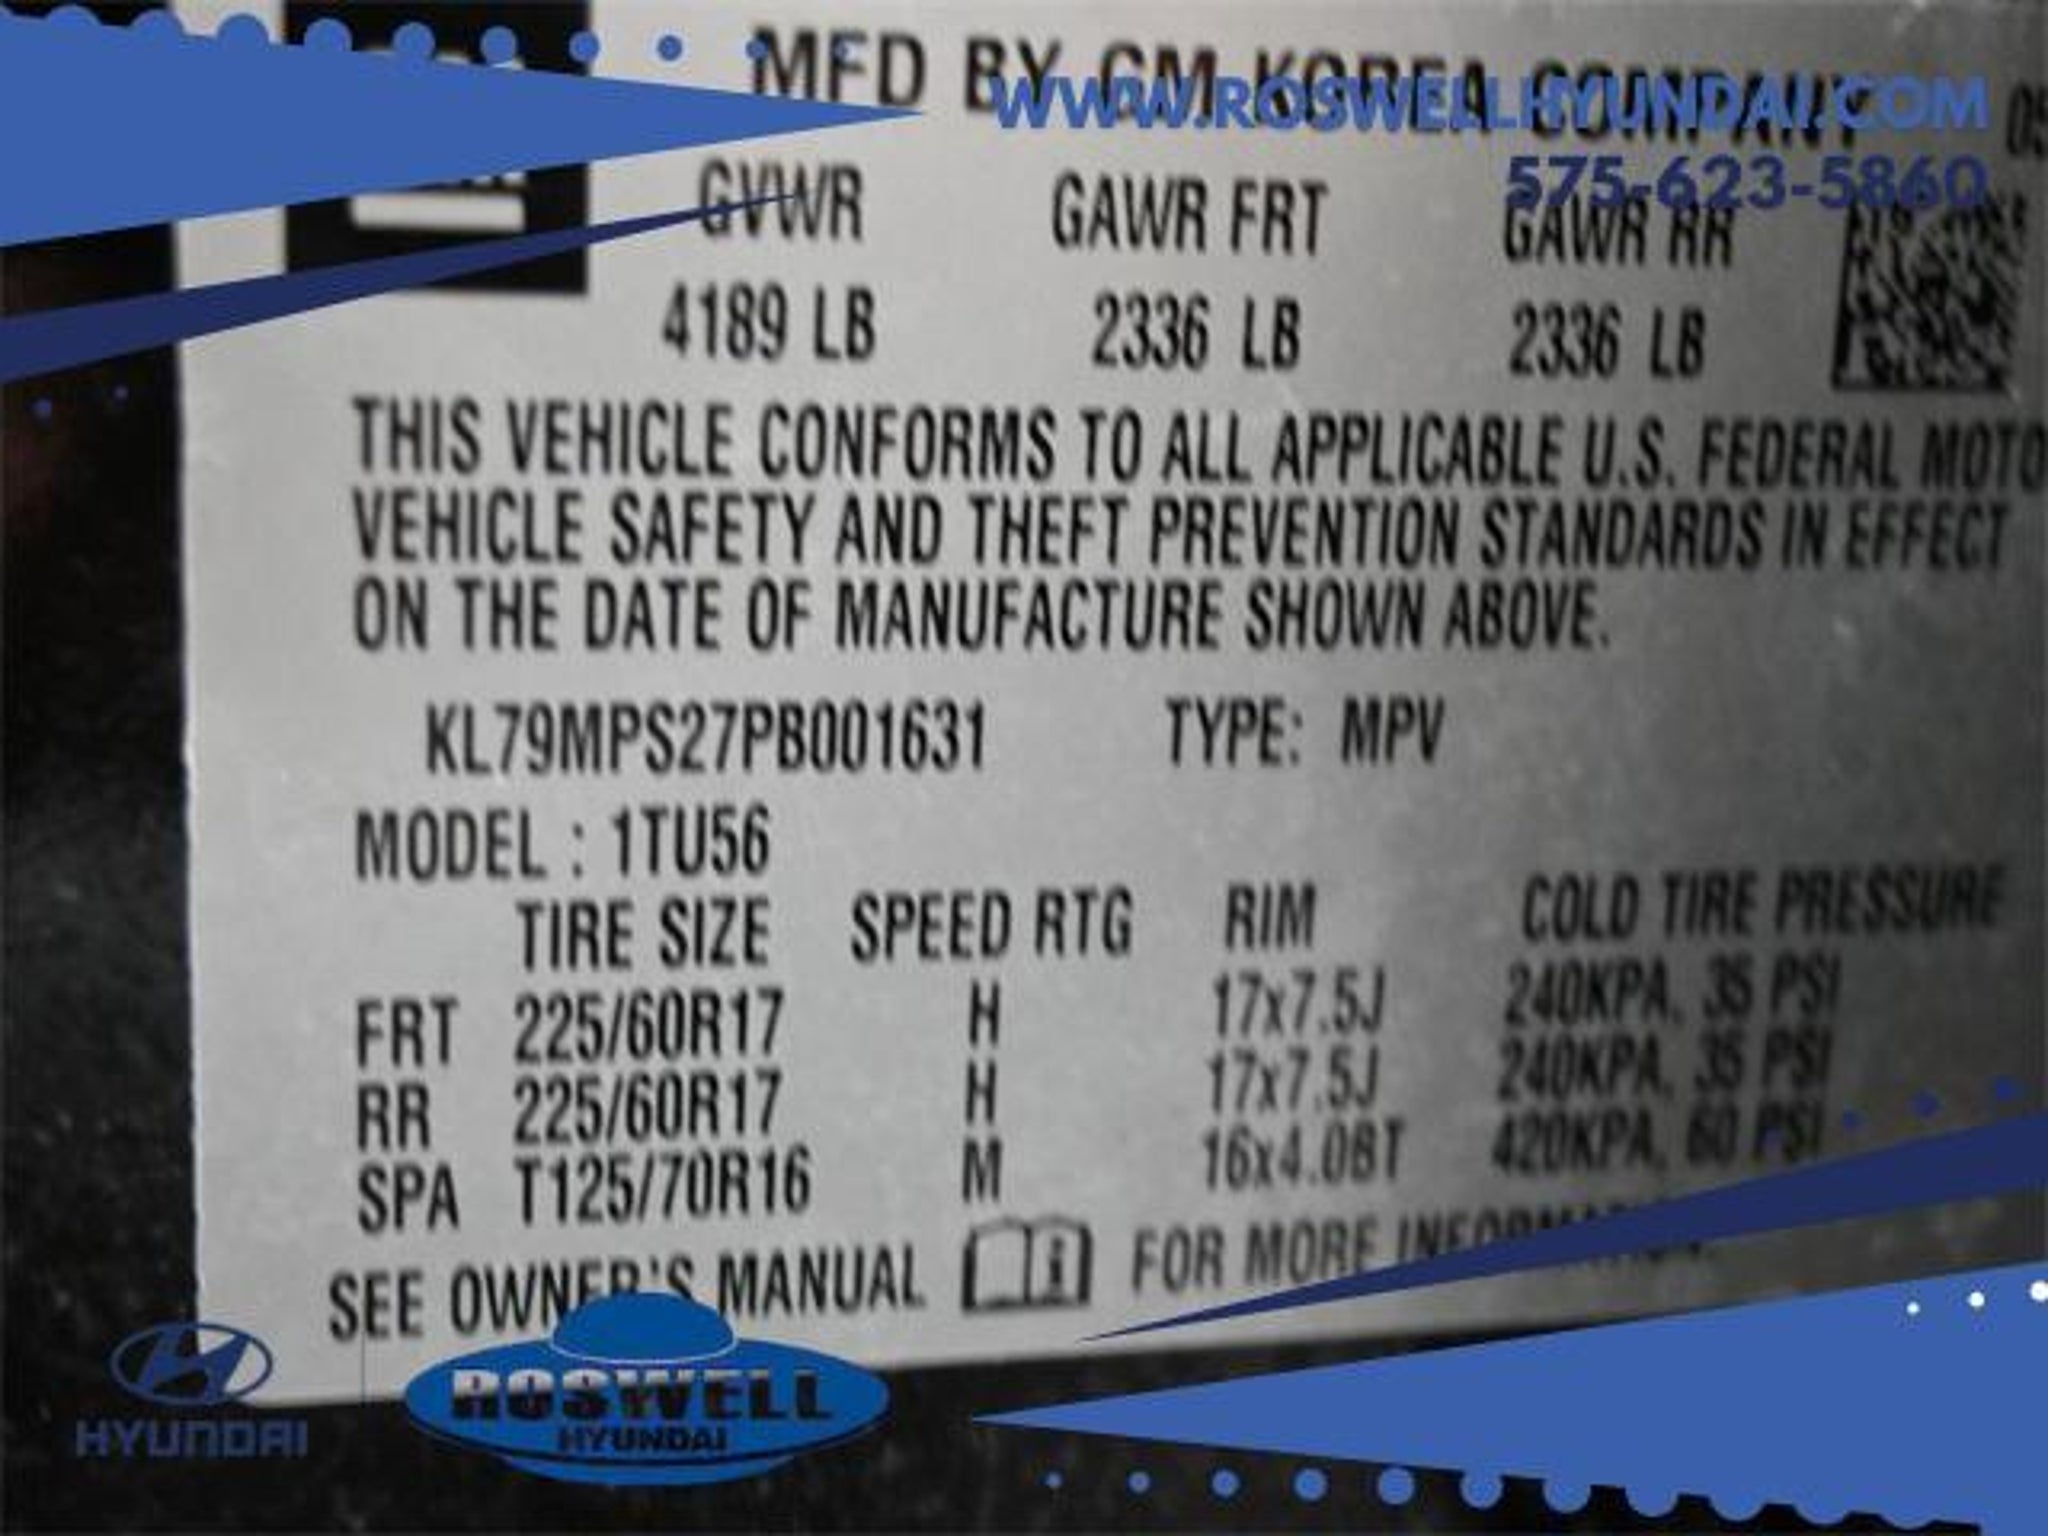 MFD BY GM KOREA COMPANY 05
WWW.ROSWELLHYUNDAI.COM
575-623-5860
GVWR GAWR FRT GAWR RR
4189 LB 2336 LB 2336 LB
THIS VEHICLE CONFORMS TO ALL APPLICABLE U.S. FEDERAL MOTO
VEHICLE SAFETY AND THEFT PREVENTION STANDARDS IN EFFECT
ON THE DATE OF MANUFACTURE SHOWN ABOVE.
KL79MPS27PB001631 TYPE: MPV
MODEL : 1TU56
TIRE SIZE SPEED RTG RIM COLD TIRE PRESSURE
FRT 225/60R17 H 17x7.5J 240KPA, 35 PSI
RR 225/60R17 H 17x7.5J 240KPA, 35 PSI
SPA T125/70R16 M 16x4.0BT 420KPA, 60 PSI
SEE OWNER'S MANUAL FOR MORE INFORMATION.
HYUNDAI
ROSWELL
HYUNDAI